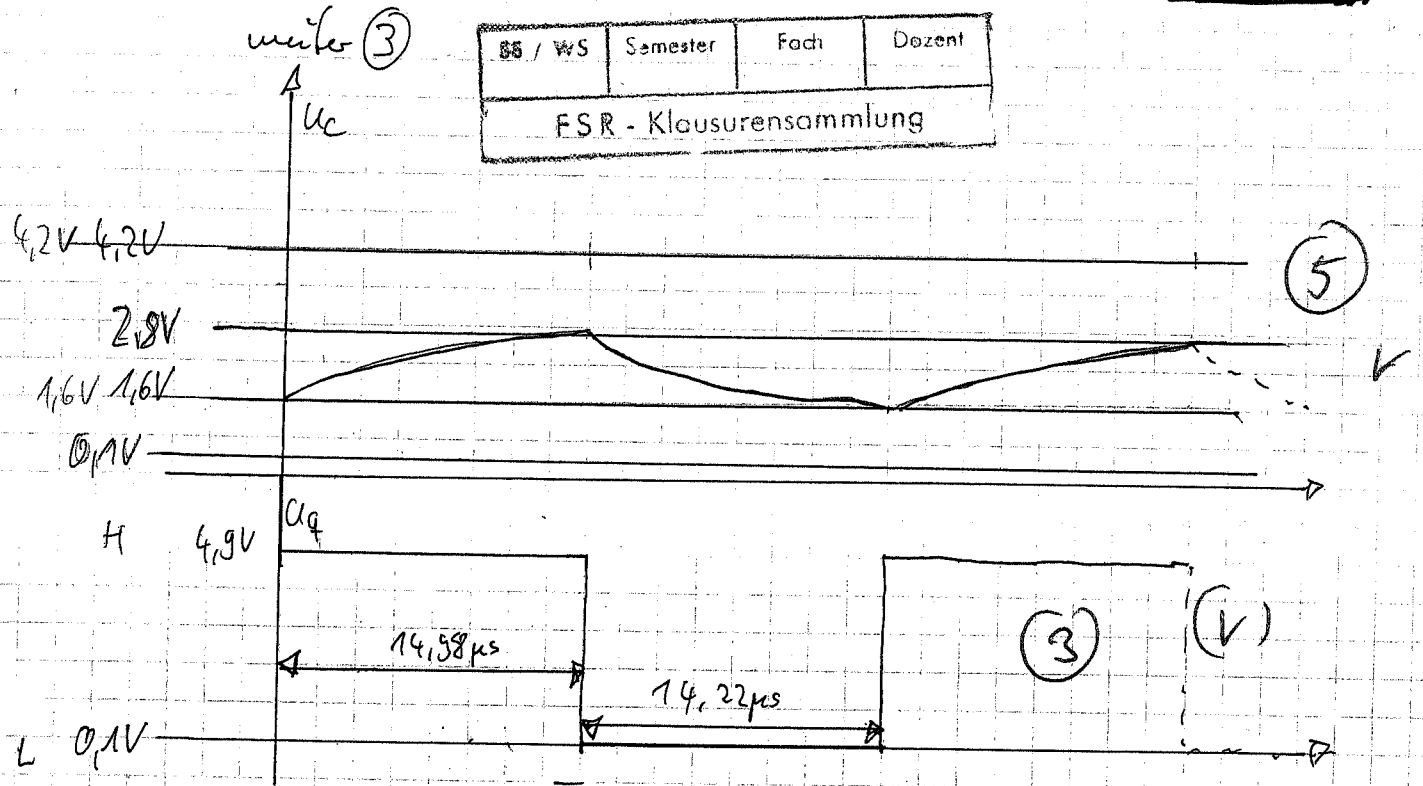 weiter ③
SS / WS Semester Fach Dozent
FSR - Klausurensammlung
U_C
4,2V 4,2V
⑤
2,8V
1,6V 1,6V
0,1V
H 4,9V U_q
14,98µs
③ (V)
14,22µs
L 0,1V